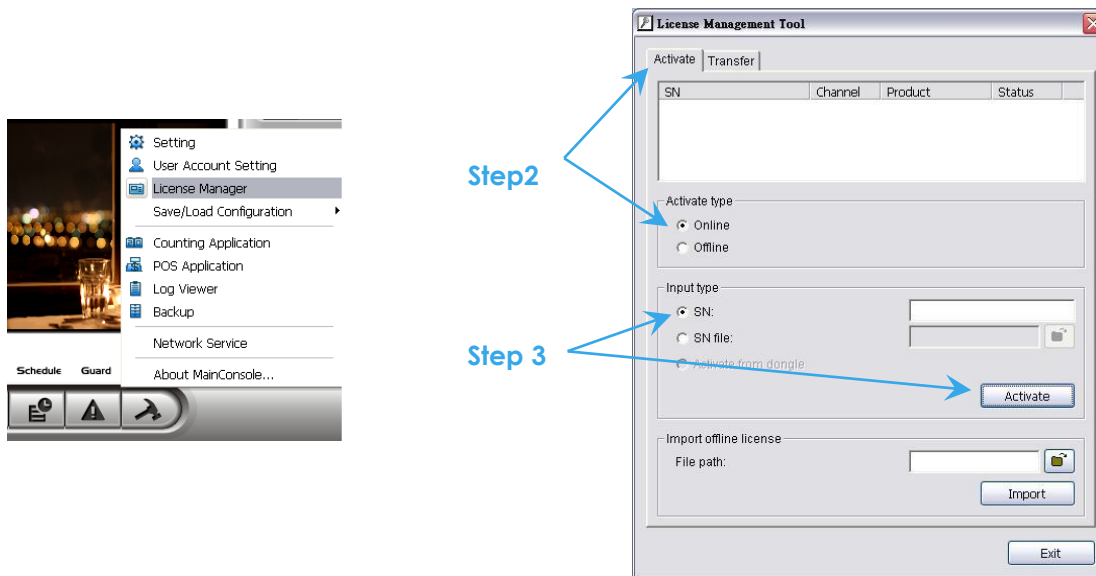 Setting
User Account Setting
License Manager
Save/Load Configuration
Counting Application
POS Application
Log Viewer
Backup
Network Service
About MainConsole...
Schedule Guard
License Management Tool
Activate Transfer
SN Channel Product Status
Step2
Activate type
Online
Offline
Input type
SN:
SN file:
Activate from dongle
Step 3
Activate
Import offline license
File path:
Import
Exit